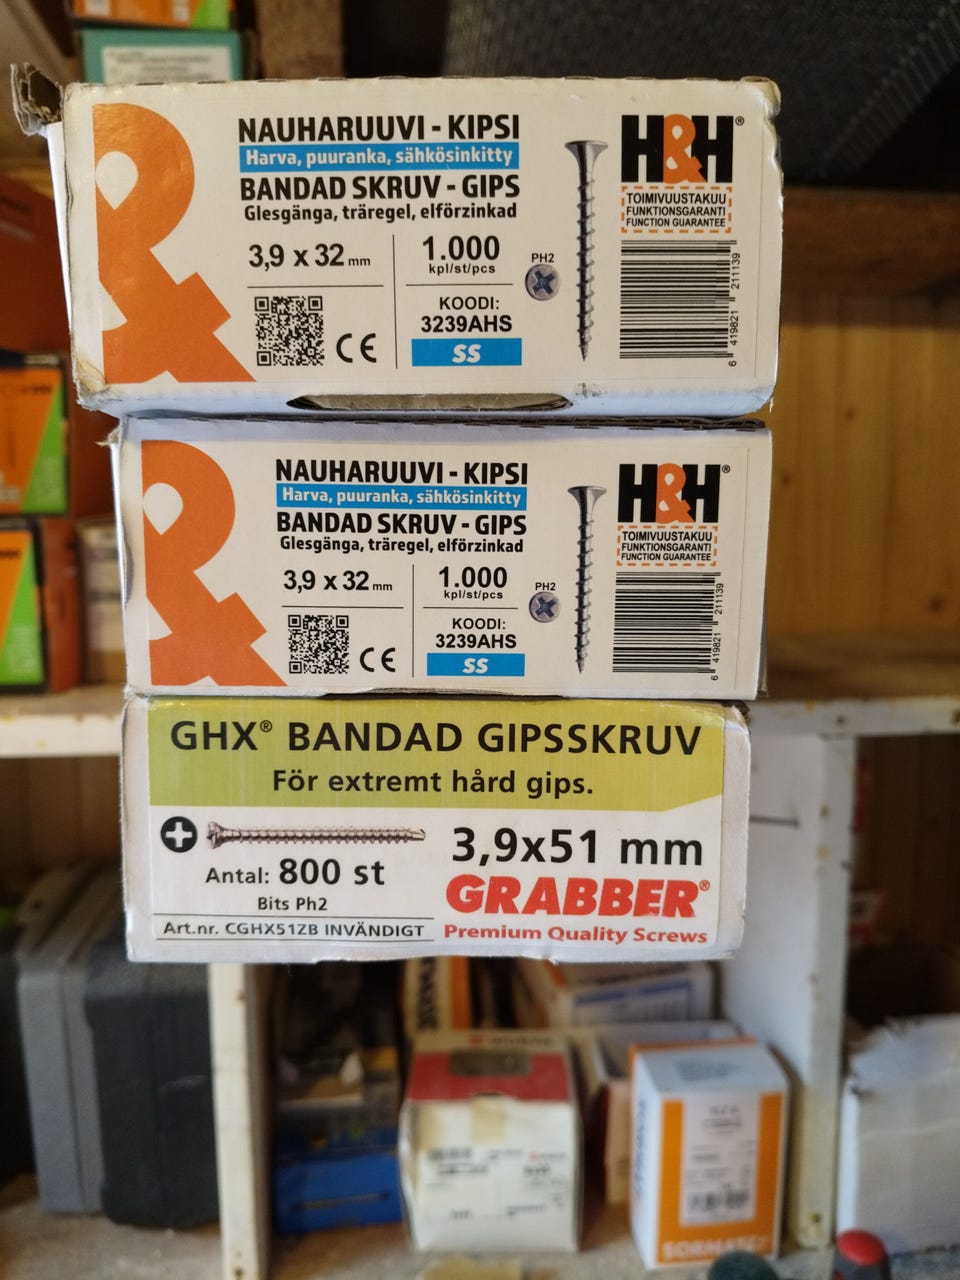 NAUHARUUVI - KIPSI
Harva, puuranka, sähkösinkitty
BANDAD SKRUV - GIPS
Glesgänga, träregel, elförzinkad
3,9 x 32 mm
1.000
kpl/st/pcs
KOODI:
3239AHS
SS
CE
PH2
H&H®
TOIMIVUUSTAKUU
FUNKTIONSGARANTI
FUNCTION GUARANTEE
6 419821 211139
NAUHARUUVI - KIPSI
Harva, puuranka, sähkösinkitty
BANDAD SKRUV - GIPS
Glesgänga, träregel, elförzinkad
3,9 x 32 mm
1.000
kpl/st/pcs
KOODI:
3239AHS
SS
CE
PH2
H&H®
TOIMIVUUSTAKUU
FUNKTIONSGARANTI
FUNCTION GUARANTEE
6 419821 211139
GHX® BANDAD GIPSSKRUV
För extremt hård gips.
3,9x51 mm
Antal: 800 st
Bits Ph2
Art.nr. CGHX51ZB INVÄNDIGT
GRABBER®
Premium Quality Screws
SORMAT